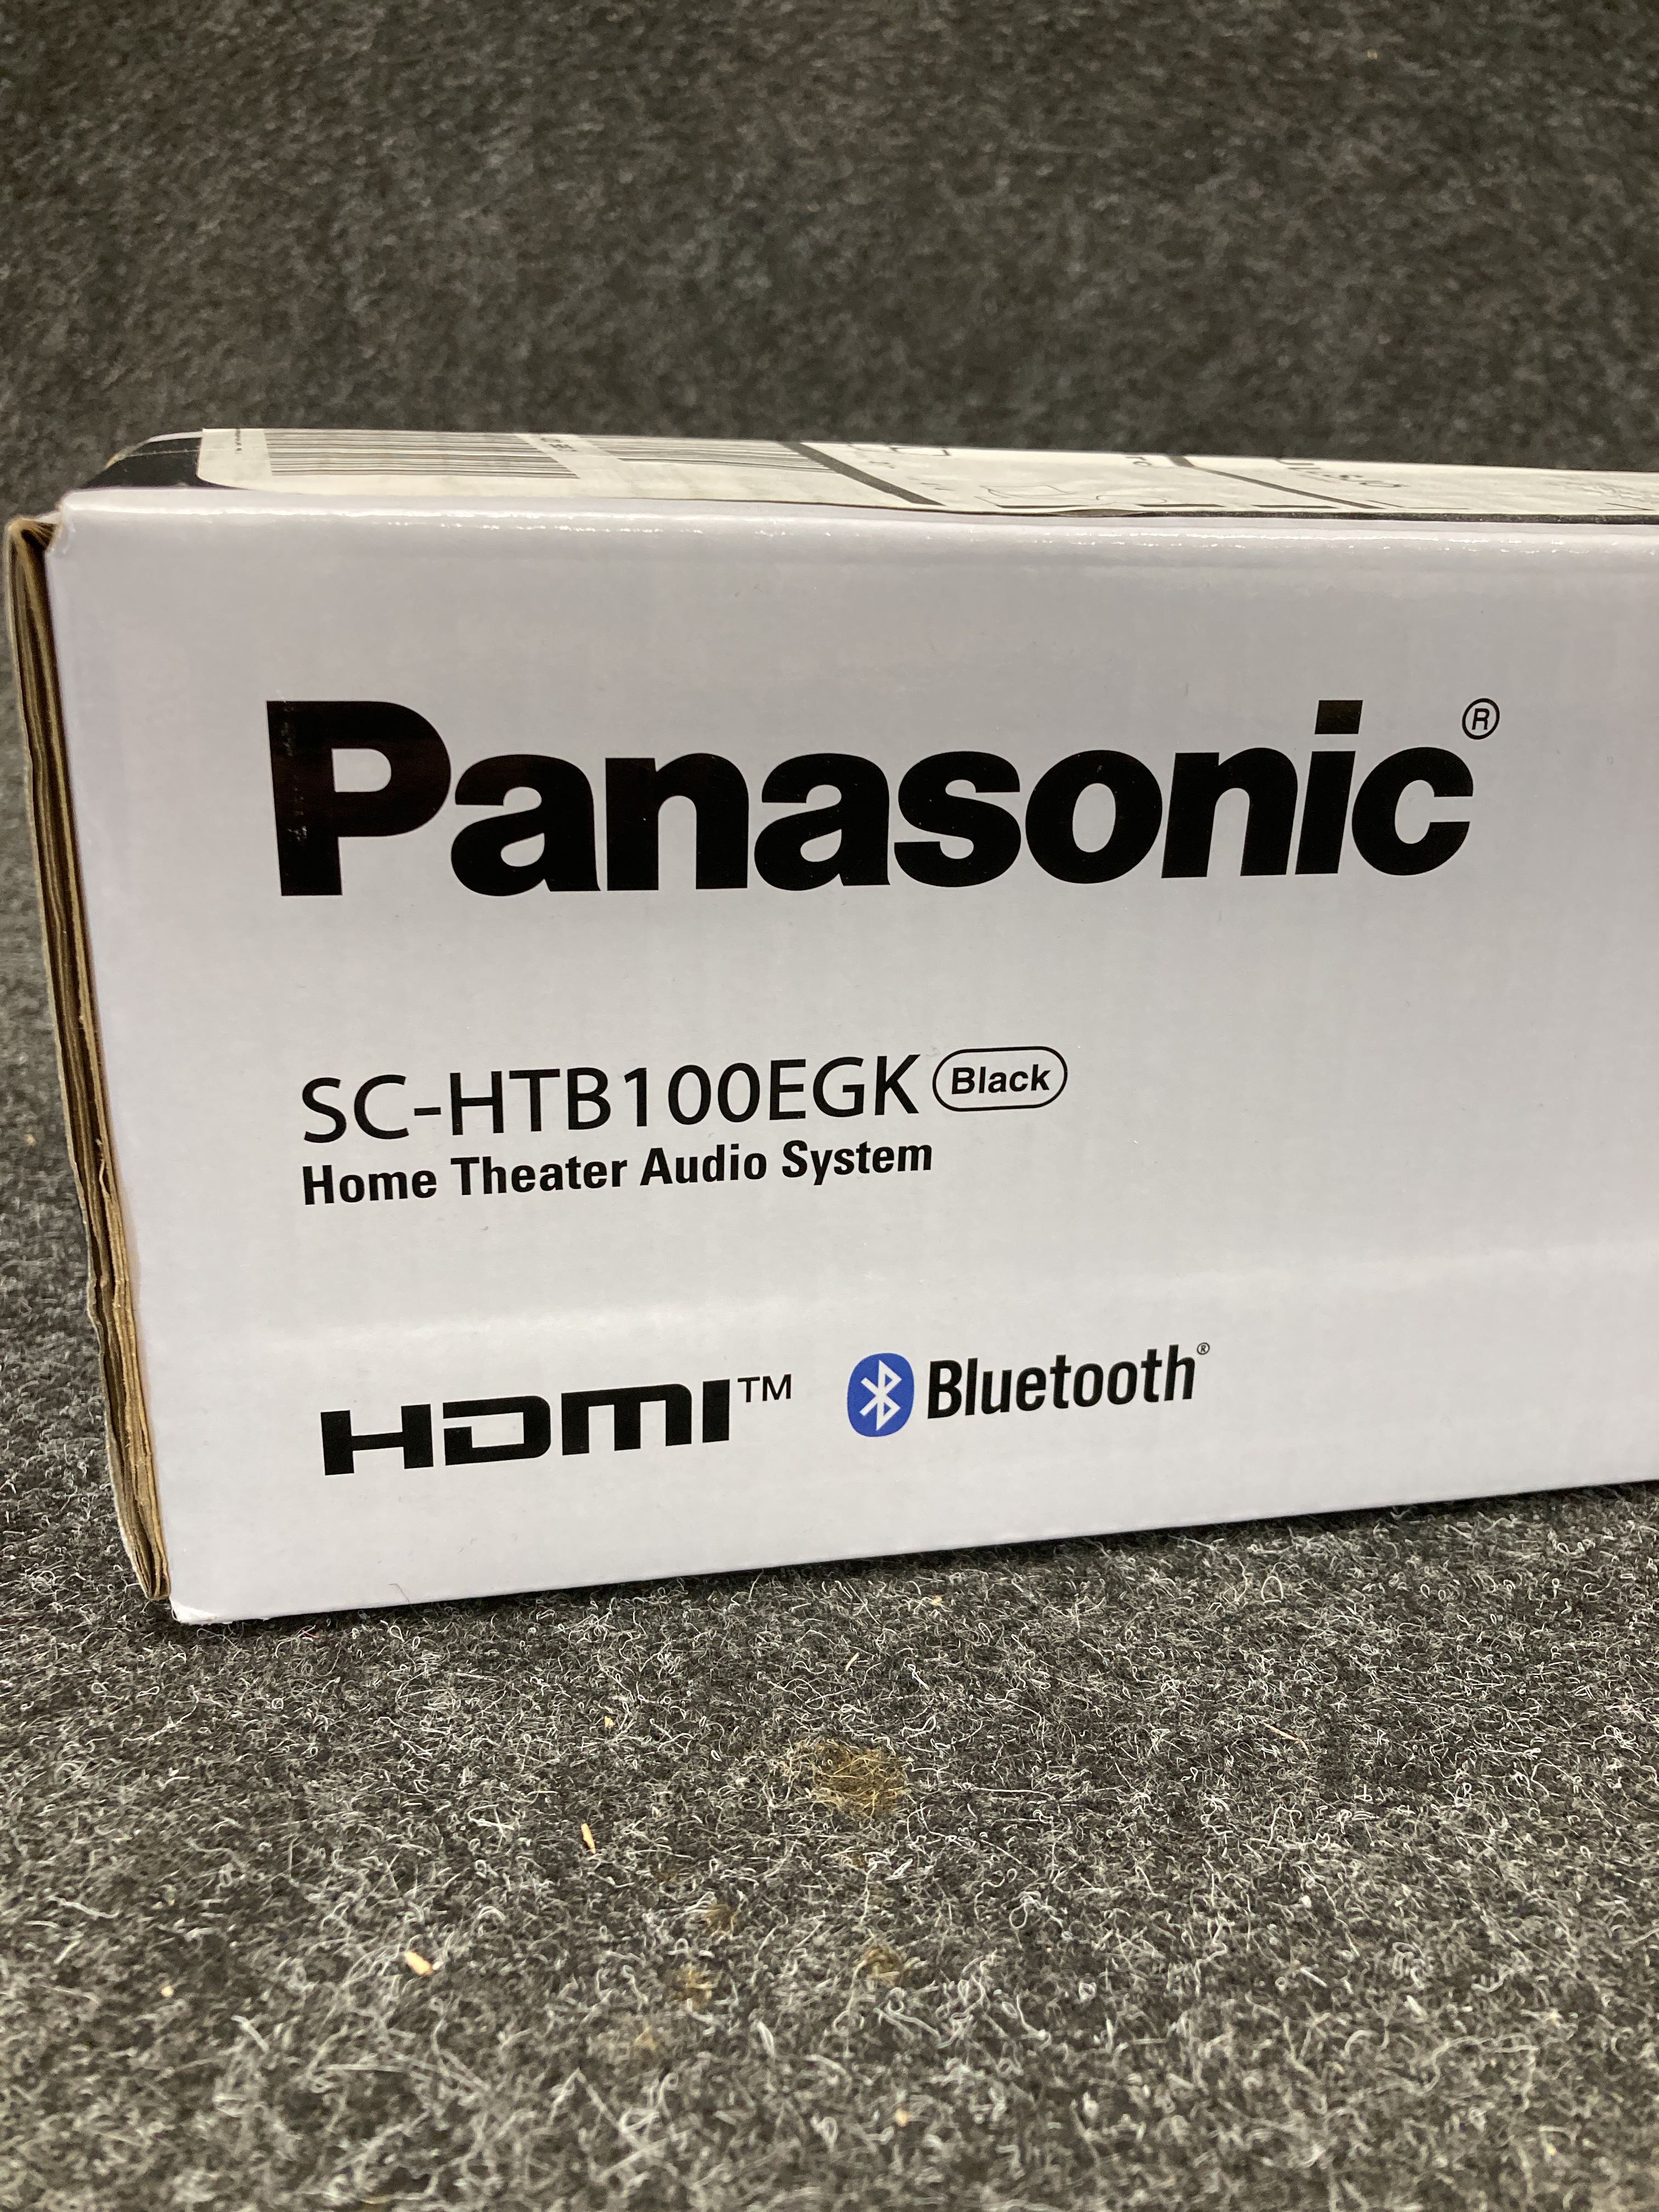 Panasonic®
SC-HTB100EGK Black
Home Theater Audio System
HDMI™ Bluetooth®